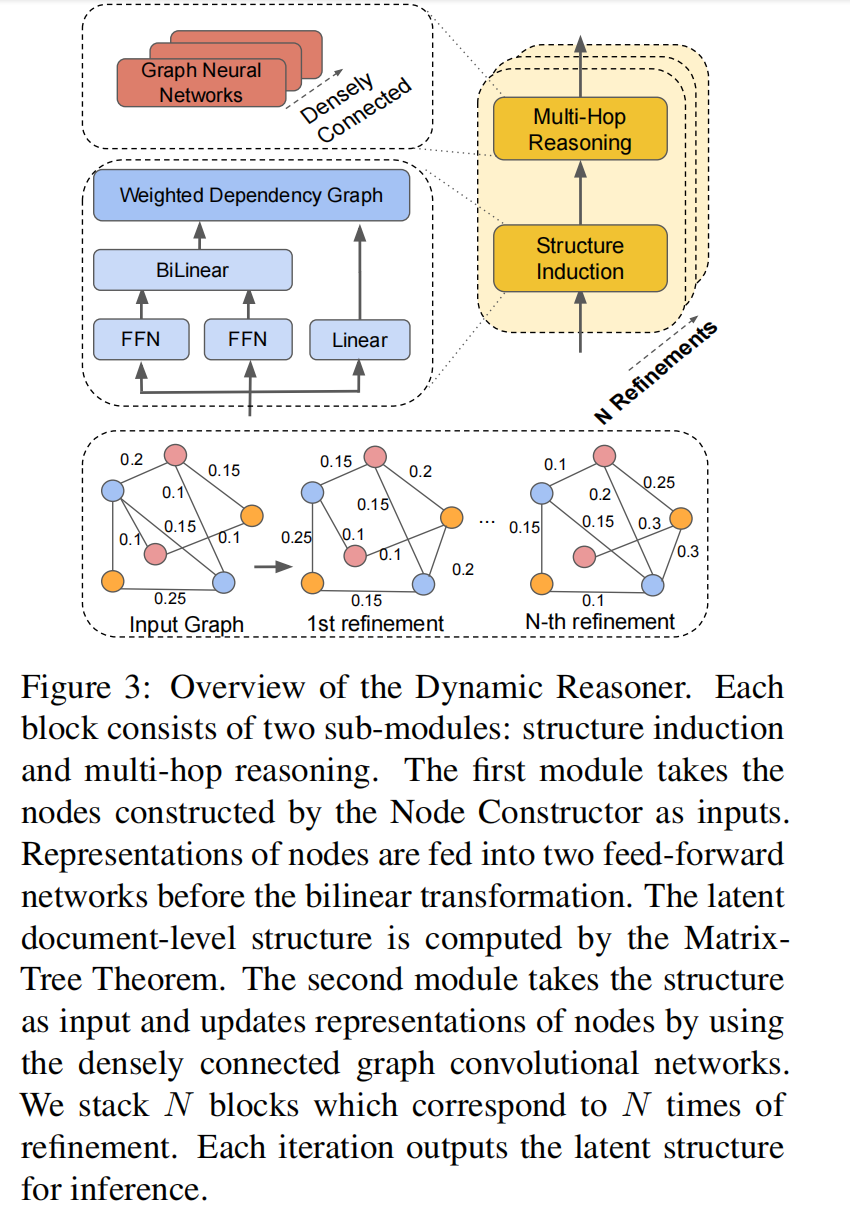 Graph Neural
Networks
Densely
Connected
Multi-Hop
Reasoning
Weighted Dependency Graph
Structure
Induction
BiLinear
FFN
FFN
Linear
N Refinements
0.2
0.15
0.1
0.15
0.1
0.1
0.25
Input Graph
0.15
0.2
0.15
0.25
0.1
0.1
0.2
0.15
1st refinement
...
0.1
0.25
0.2
0.15
0.15
0.3
0.3
0.1
N-th refinement
Figure 3: Overview of the Dynamic Reasoner. Each
block consists of two sub-modules: structure induction
and multi-hop reasoning. The first module takes the
nodes constructed by the Node Constructor as inputs.
Representations of nodes are fed into two feed-forward
networks before the bilinear transformation. The latent
document-level structure is computed by the Matrix-
Tree Theorem. The second module takes the structure
as input and updates representations of nodes by using
the densely connected graph convolutional networks.
We stack N blocks which correspond to N times of
refinement. Each iteration outputs the latent structure
for inference.